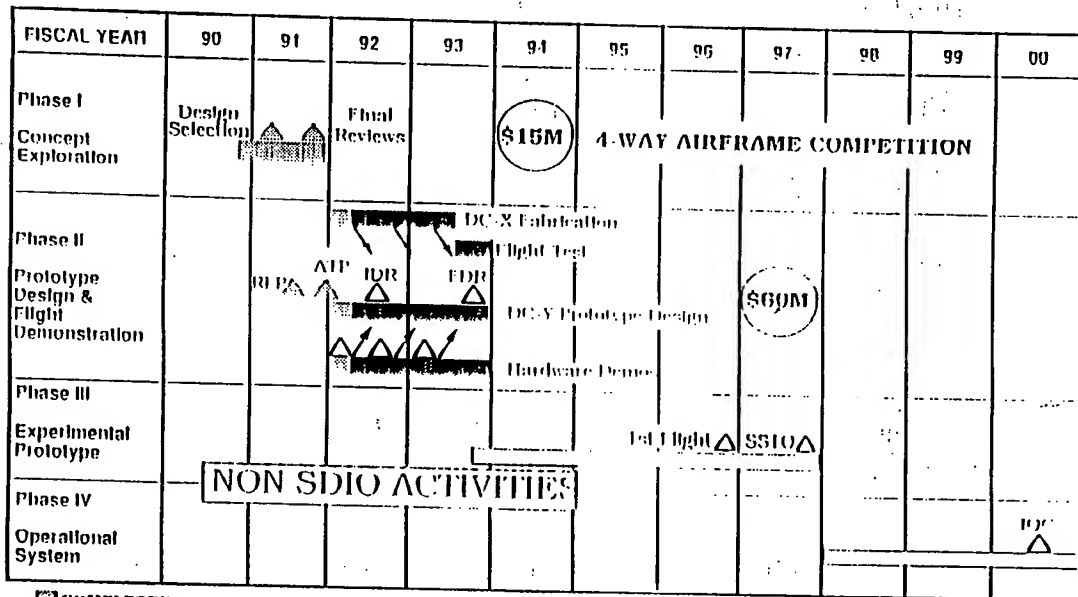 FISCAL YEAR 90 91 92 93 94 95 96 97 98 99 00
Phase I
Concept
Exploration
Design
Selection
Final
Reviews
$15M
4-WAY AIRFRAME COMPETITION
Phase II
Prototype
Design &
Flight
Demonstration
DC-X Fabrication
Flight Test
RFP
ATP
IDR
FDR
$60M
DC-Y Prototype Design
Hardware Demos
Phase III
Experimental
Prototype
1st Flight
SSTO
NON SDIO ACTIVITIES
Phase IV
Operational
System
IOC